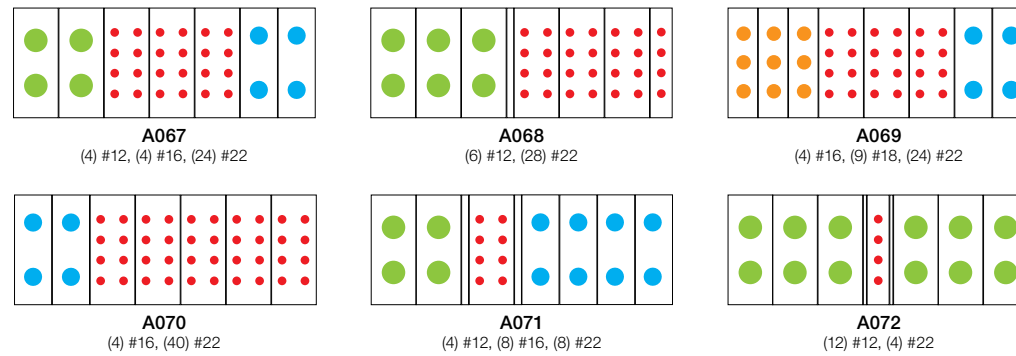 A067
(4) #12, (4) #16, (24) #22
A068
(6) #12, (28) #22
A069
(4) #16, (9) #18, (24) #22
A070
(4) #16, (40) #22
A071
(4) #12, (8) #16, (8) #22
A072
(12) #12, (4) #22